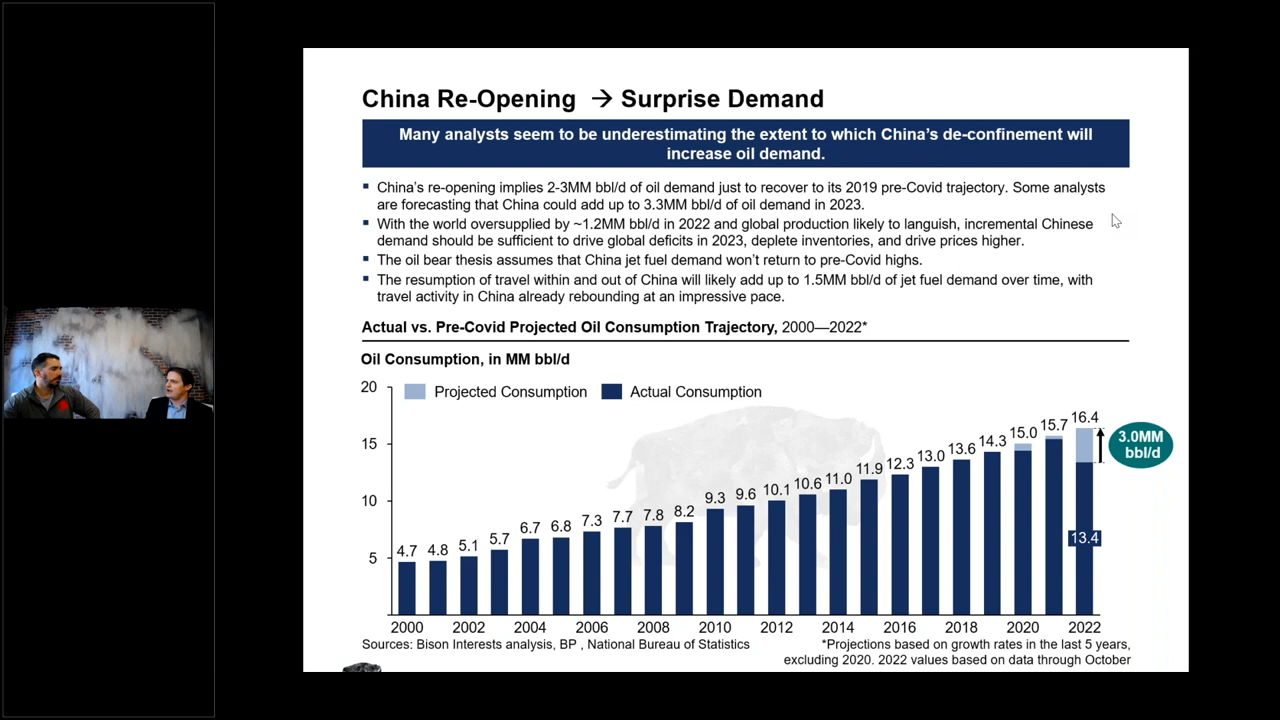 China Re-Opening → Surprise Demand
Many analysts seem to be underestimating the extent to which China's de-confinement will
increase oil demand.
▪ China's re-opening implies 2-3MM bbl/d of oil demand just to recover to its 2019 pre-Covid trajectory. Some analysts
are forecasting that China could add up to 3.3MM bbl/d of oil demand in 2023.
▪ With the world oversupplied by ~1.2MM bbl/d in 2022 and global production likely to languish, incremental Chinese
demand should be sufficient to drive global deficits in 2023, deplete inventories, and drive prices higher.
▪ The oil bear thesis assumes that China jet fuel demand won't return to pre-Covid highs.
▪ The resumption of travel within and out of China will likely add up to 1.5MM bbl/d of jet fuel demand over time, with
travel activity in China already rebounding at an impressive pace.
Actual vs. Pre-Covid Projected Oil Consumption Trajectory, 2000—2022*
Oil Consumption, in MM bbl/d
Projected Consumption Actual Consumption
20
15
10
5
4.7 4.8 5.1 5.7 6.7 6.8 7.3 7.7 7.8 8.2 9.3 9.6 10.1 10.6 11.0 11.9 12.3 13.0 13.6 14.3 15.0 15.7 16.4
3.0MM
bbl/d
13.4
2000 2002 2004 2006 2008 2010 2012 2014 2016 2018 2020 2022
Sources: Bison Interests analysis, BP , National Bureau of Statistics
*Projections based on growth rates in the last 5 years,
excluding 2020. 2022 values based on data through October